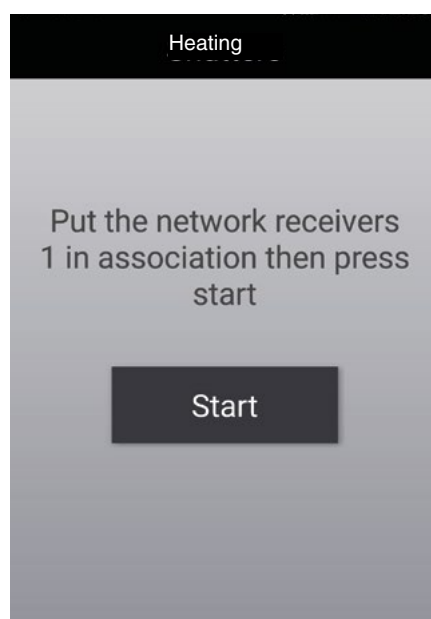 Heating
Put the network receivers
1 in association then press
start
Start